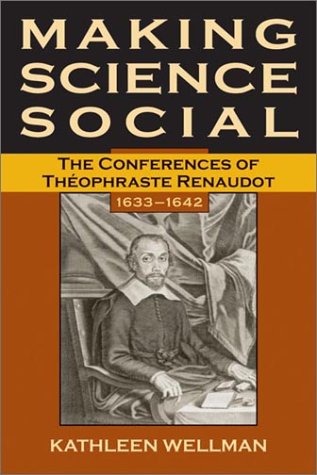 MAKING
SCIENCE
SOCIAL
THE CONFERENCES OF
THÉOPHRASTE RENAUDOT
1633–1642
KATHLEEN WELLMAN